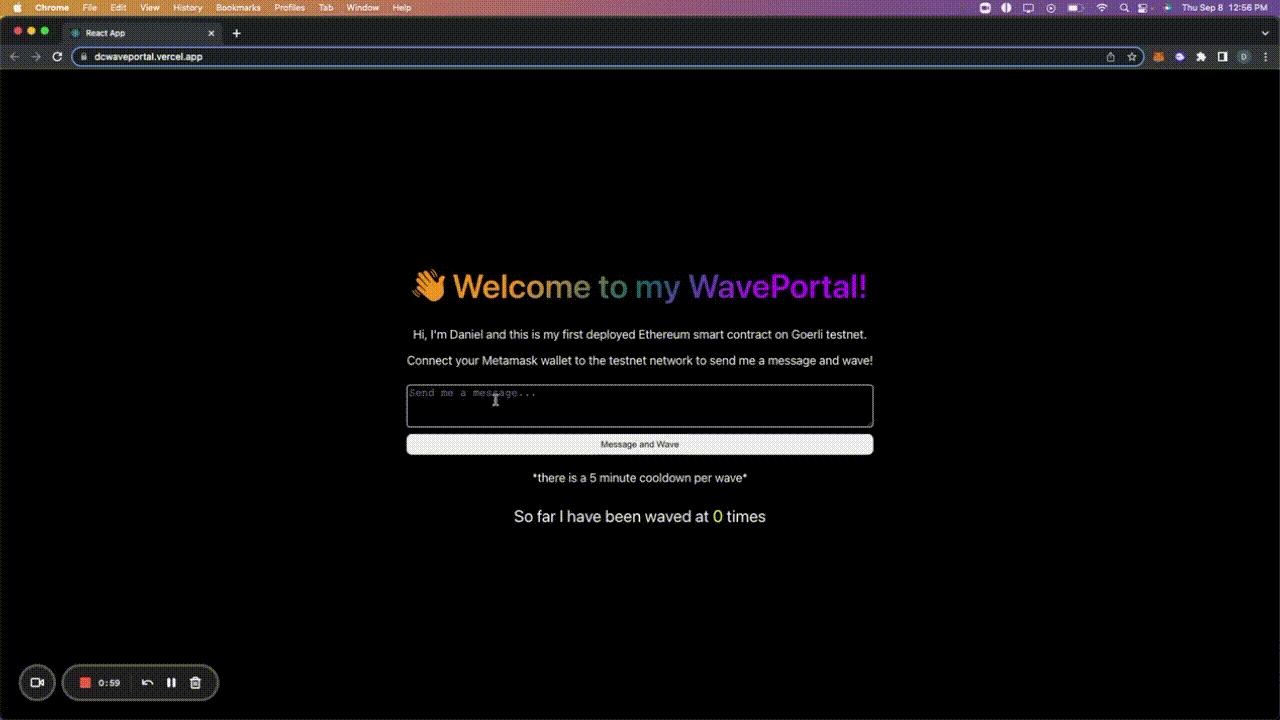 Chrome File Edit View History Bookmarks Profiles Tab Window Help Thu Sep 8 12:56 PM
React App
dcwaveportal.vercel.app D
👋 Welcome to my WavePortal!
Hi, I'm Daniel and this is my first deployed Ethereum smart contract on Goerli testnet.
Connect your Metamask wallet to the testnet network to send me a message and wave!
Send me a message...
Message and Wave
*there is a 5 minute cooldown per wave*
So far I have been waved at 0 times
0:59